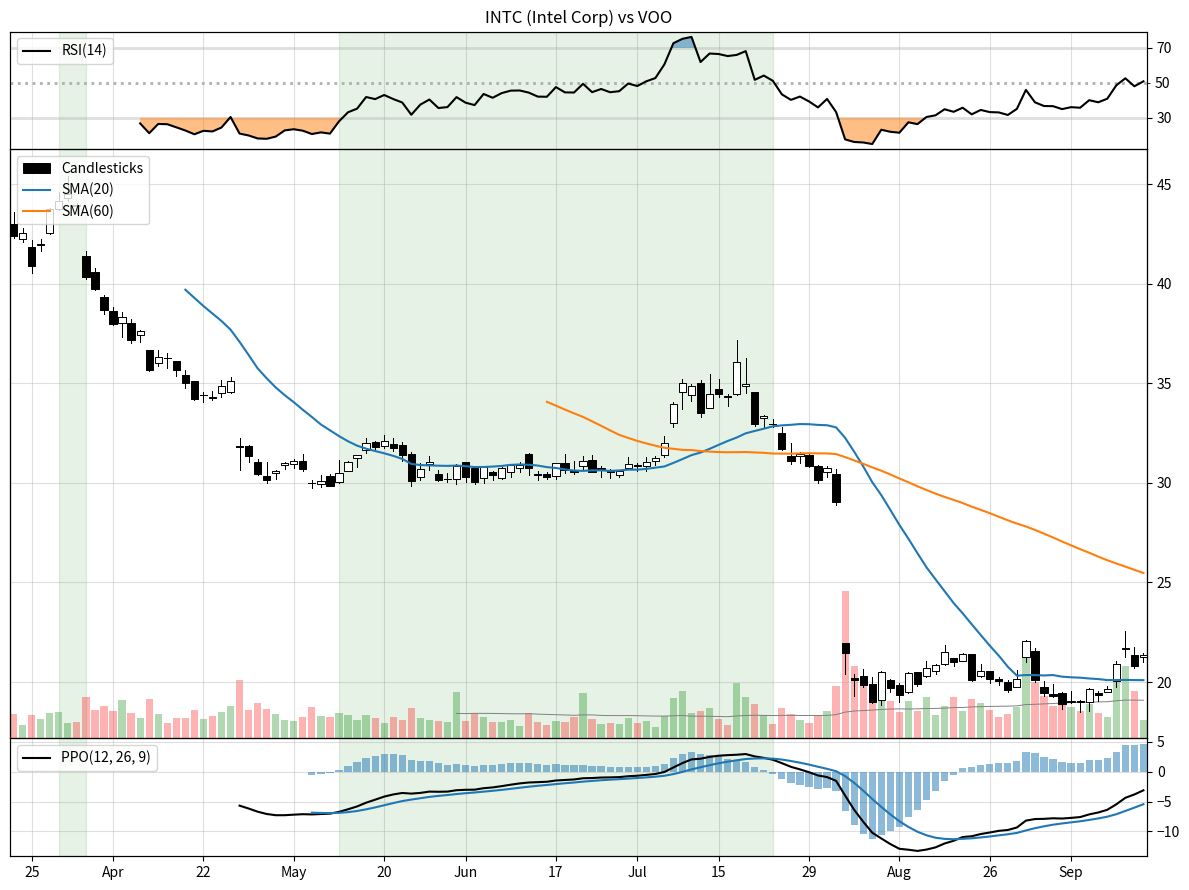 INTC (Intel Corp) vs VOO
RSI(14)
70
50
30
Candlesticks
SMA(20)
SMA(60)
45
40
35
30
25
20
PPO(12, 26, 9)
5
0
−5
−10
25 Apr 22 May 20 Jun 17 Jul 15 29 Aug 26 Sep